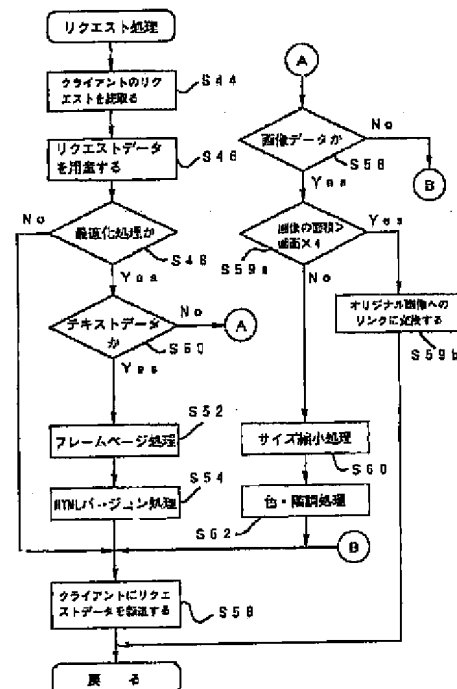 リクエスト処理
クライアントのリク
エストを読取る
S44
リクエストデータ
を用意する
S46
No
最適化処理か
S48
Yes
テキストデータ
か
No
A
S50
Yes
S52
フレームページ処理
S54
HTMLバージョン処理
クライアントにリクエ
ストデータを転送する
S58
戻る
A
画像データか
No
S56
B
Yes
画像の面積>
画面×4
Yes
S59a
No
オリジナル画像への
リンクに変換する
S59b
サイズ縮小処理
S60
色・階調処理
S62
B